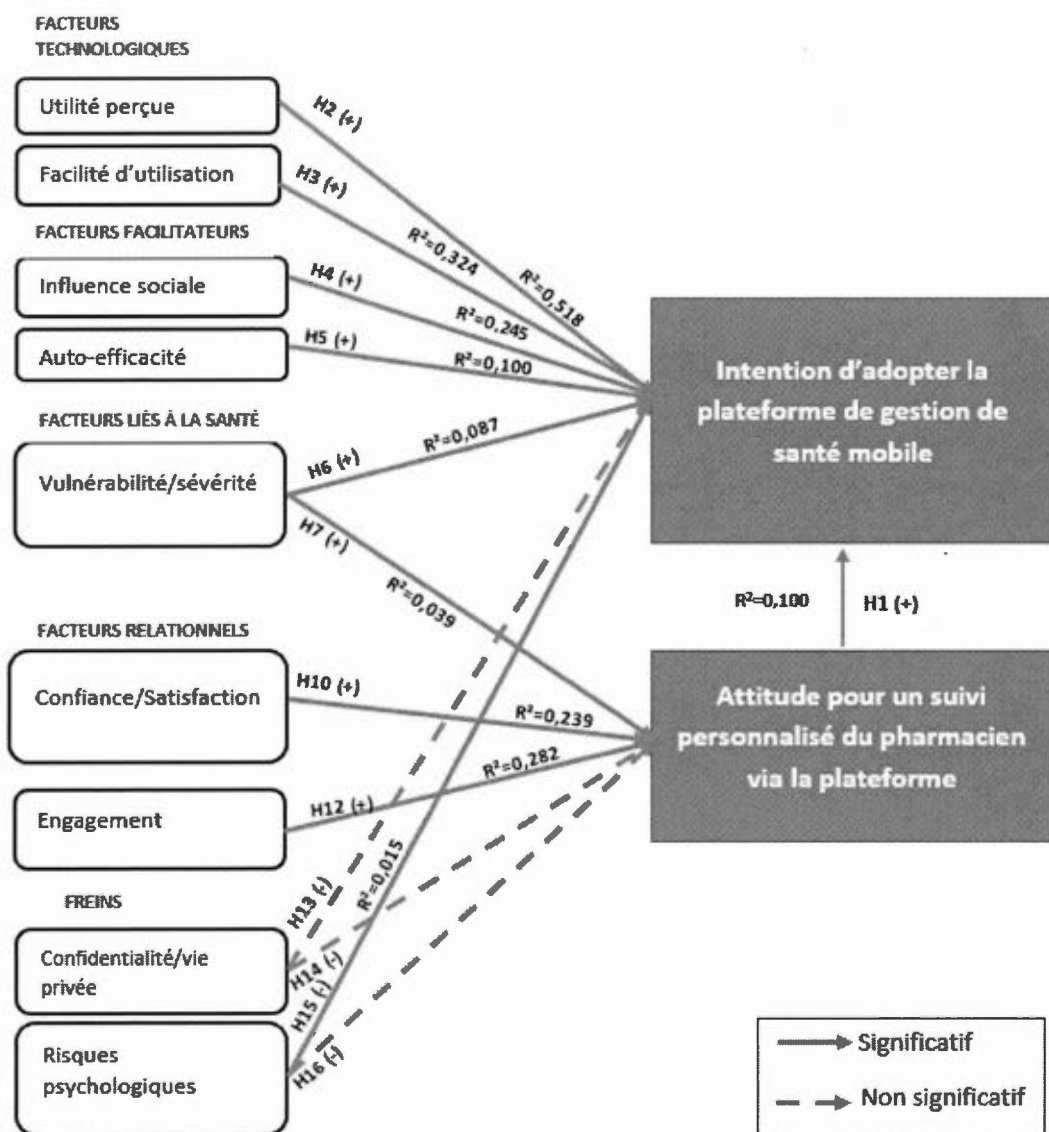 FACTEURS
TECHNOLOGIQUES
Utilité perçue
H2 (+)
Facilité d'utilisation
H3 (+)
R²=0,324
R²=0,518
FACTEURS FACILITATEURS
Influence sociale
H4 (+)
R²=0,245
Auto-efficacité
H5 (+)
R²=0,100
Intention d'adopter la
plateforme de gestion de
santé mobile
FACTEURS LIÉS À LA SANTÉ
Vulnérabilité/sévérité
H6 (+)
R²=0,087
H7 (+)
R²=0,039
R²=0,100
H1 (+)
FACTEURS RELATIONNELS
Confiance/Satisfaction
H10 (+)
R²=0,239
Attitude pour un suivi
personnalisé du pharmacien
via la plateforme
Engagement
H12 (+)
R²=0,282
R²=0,015
FREINS
H13 (-)
Confidentialité/vie
privée
H14 (-)
H15 (-)
Risques
psychologiques
H16 (-)
Significatif
Non significatif